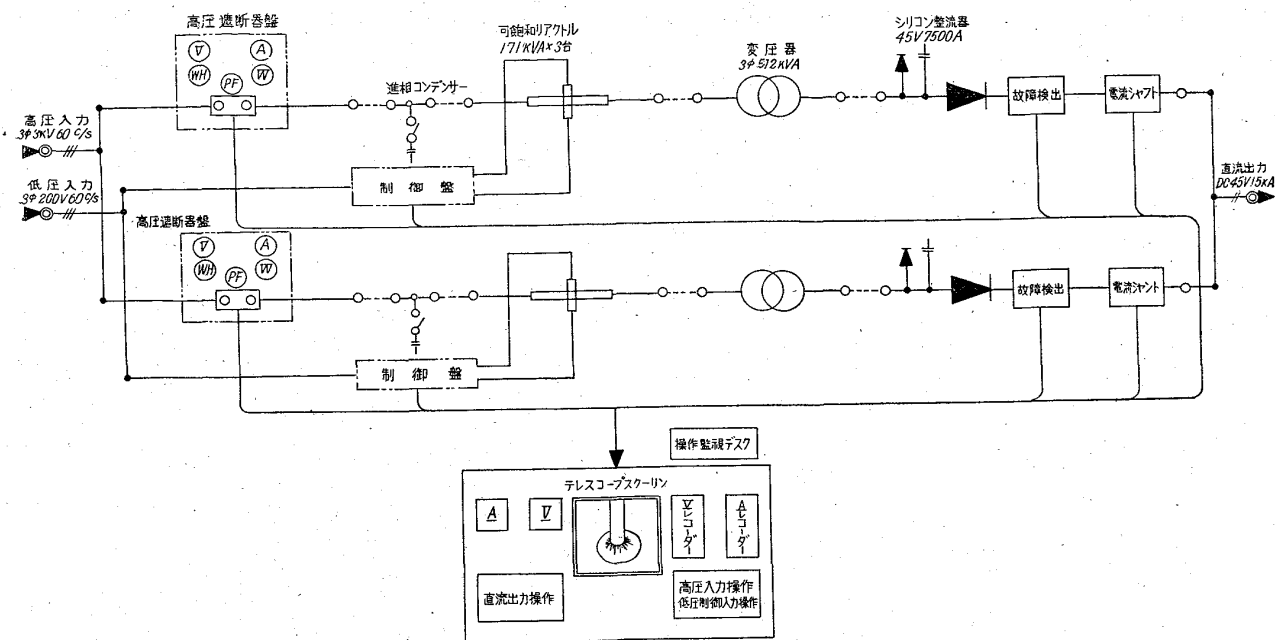 高圧遮断器盤
V
A
WH
PF
W
進相コンデンサー
可飽和リアクトル
171KVA×3台
変圧器
3φ512KVA
シリコン整流器
45V7500A
故障検出
電流シャフト
高圧入力
3φ3KV60C/s
低圧入力
3φ200V60C/s
制御盤
直流出力
DC45V15KA
高圧遮断器盤
V
A
WH
PF
W
故障検出
電流シャント
制御盤
操作監視デスク
テレスコープスクーリン
A
V
Vレコーダー
Aレコーダー
直流出力操作
高圧入力操作
低圧制御入力操作